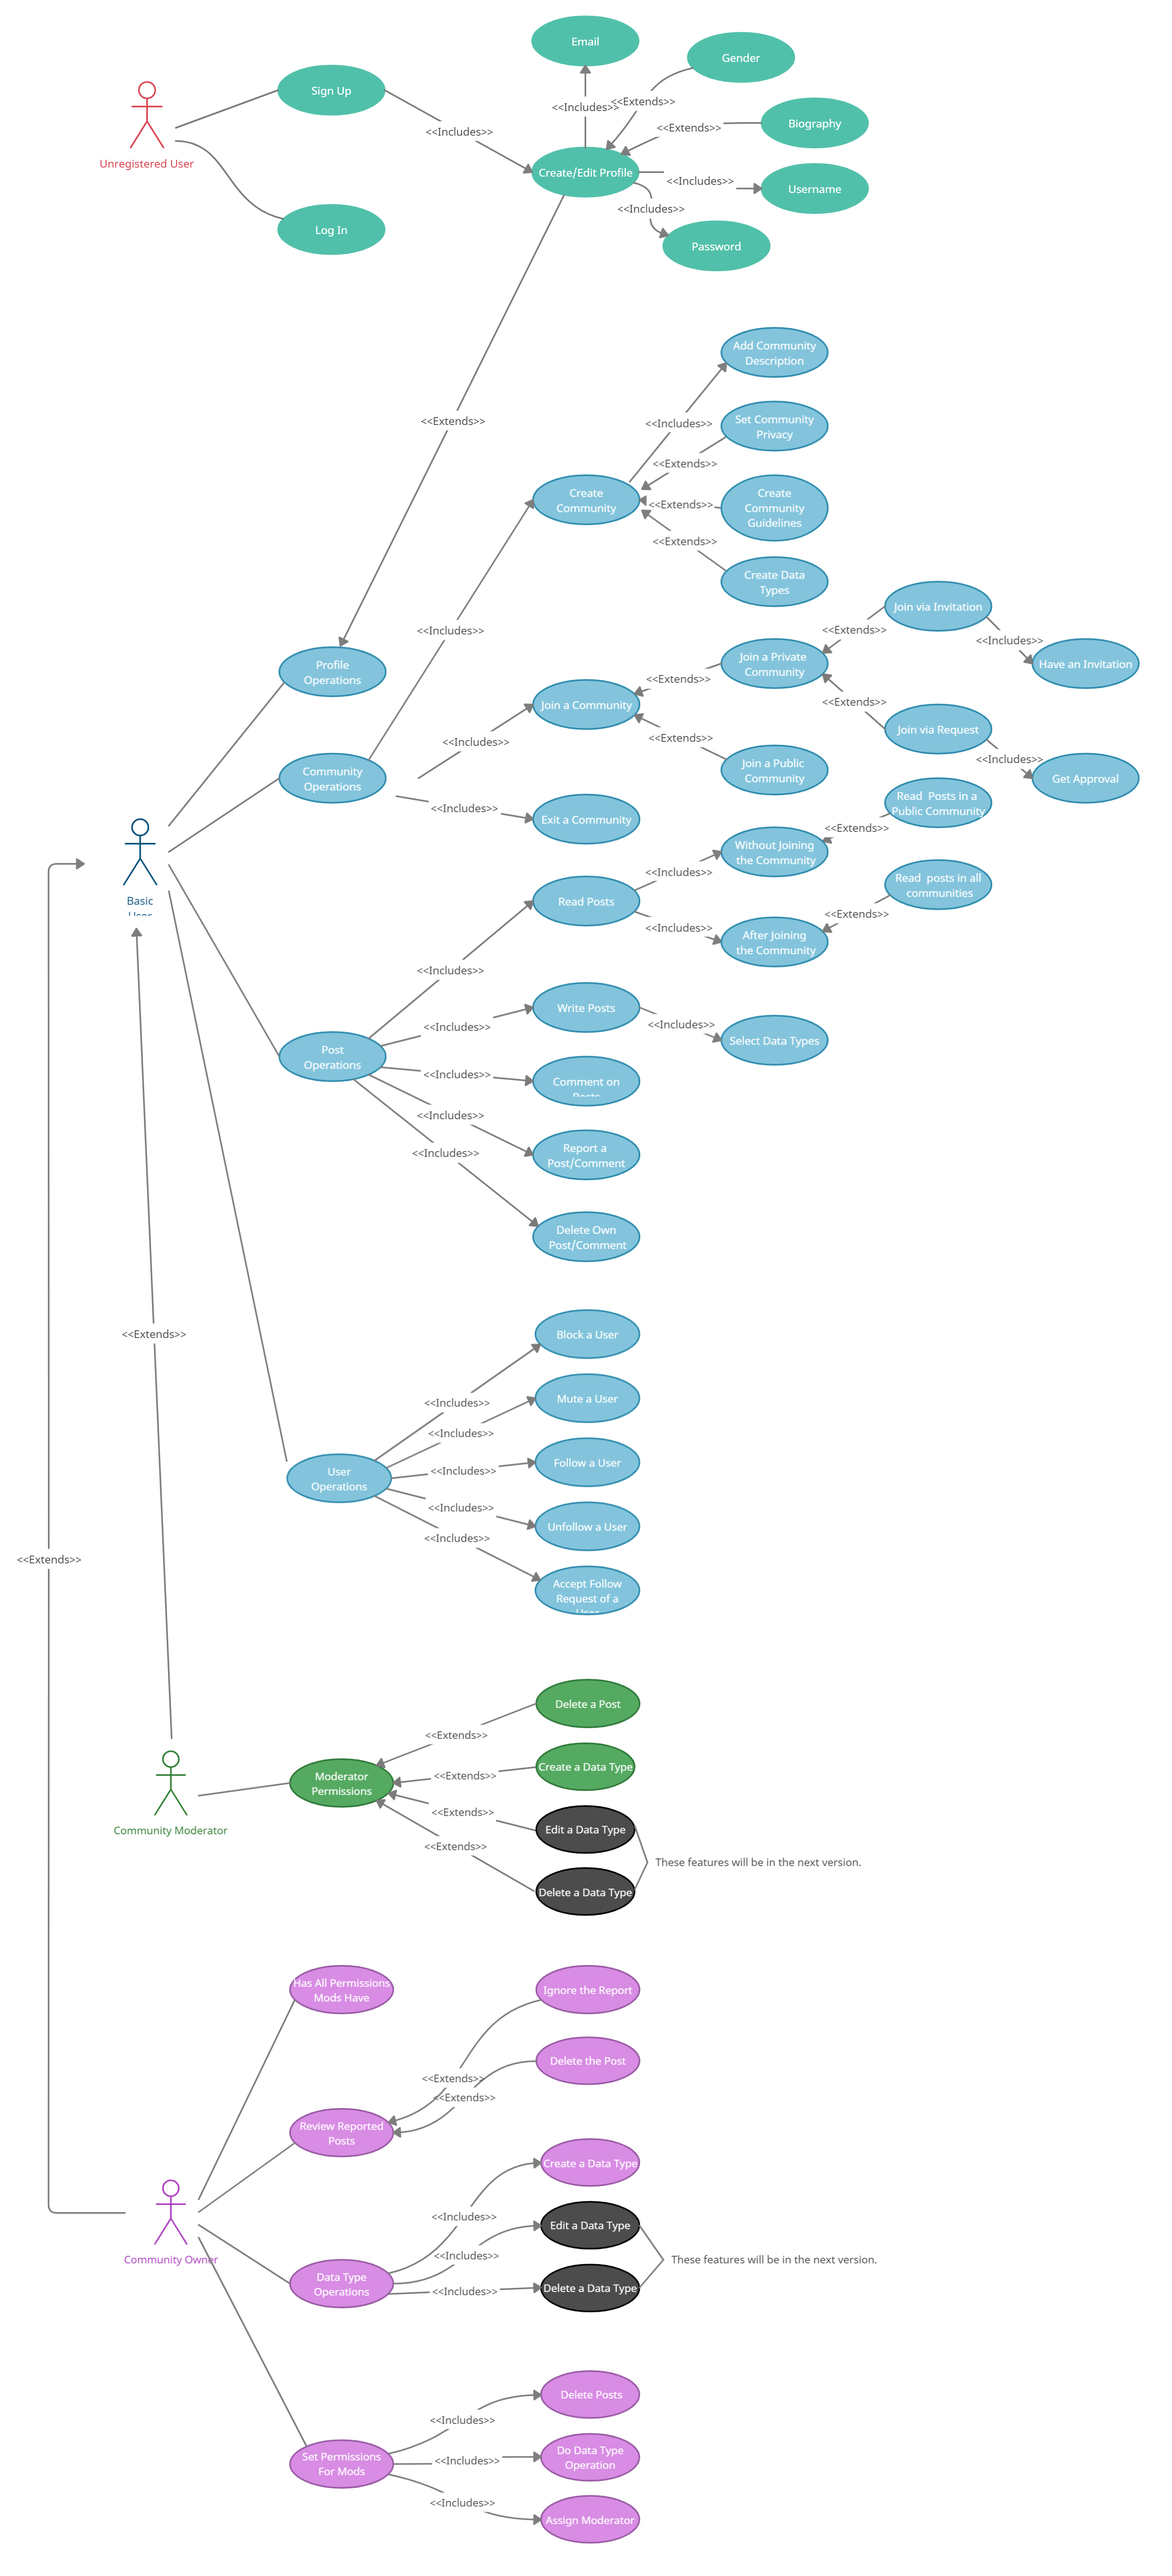 Email
Gender
Sign Up
<<Includes>>
<<Extends>>
Biography
<<Extends>>
<<Includes>>
Unregistered User
Create/Edit Profile
<<Includes>>
Username
<<Includes>>
Log In
Password
Add Community
Description
<<Extends>>
<<Includes>>
Set Community
Privacy
<<Extends>>
Create
Community
Create
Community
Guidelines
<<Extends>>
<<Extends>>
Create Data
Types
Join via Invitation
<<Includes>>
<<Extends>>
<<Includes>>
Profile
Operations
Join a Private
Community
Have an Invitation
<<Extends>>
Join a Community
<<Extends>>
Join via Request
<<Includes>>
<<Extends>>
<<Includes>>
Community
Operations
Join a Public
Community
Get Approval
<<Includes>>
Exit a Community
Read  Posts in a
Public Community
<<Extends>>
Without Joining
the Community
<<Includes>>
Read  posts in all
communities
Basic
User
Read Posts
<<Extends>>
<<Includes>>
After Joining
the Community
<<Includes>>
Write Posts
<<Includes>>
<<Includes>>
Select Data Types
Post
Operations
<<Includes>>
Comment on
Posts
<<Includes>>
Report a
Post/Comment
<<Includes>>
Delete Own
Post/Comment
<<Extends>>
Block a User
<<Includes>>
Mute a User
<<Includes>>
Follow a User
<<Includes>>
User
Operations
<<Includes>>
Unfollow a User
<<Includes>>
<<Extends>>
Accept Follow
Request of a
User
Delete a Post
<<Extends>>
Create a Data Type
<<Extends>>
Moderator
Permissions
<<Extends>>
Edit a Data Type
Community Moderator
<<Extends>>
These features will be in the next version.
Delete a Data Type
Has All Permissions
Mods Have
Ignore the Report
Delete the Post
<<Extends>>
<<Extends>>
Review Reported
Posts
Create a Data Type
<<Includes>>
Edit a Data Type
<<Includes>>
Community Owner
These features will be in the next version.
Data Type
Operations
<<Includes>>
Delete a Data Type
Delete Posts
<<Includes>>
Set Permissions
For Mods
<<Includes>>
Do Data Type
Operation
<<Includes>>
Assign Moderator